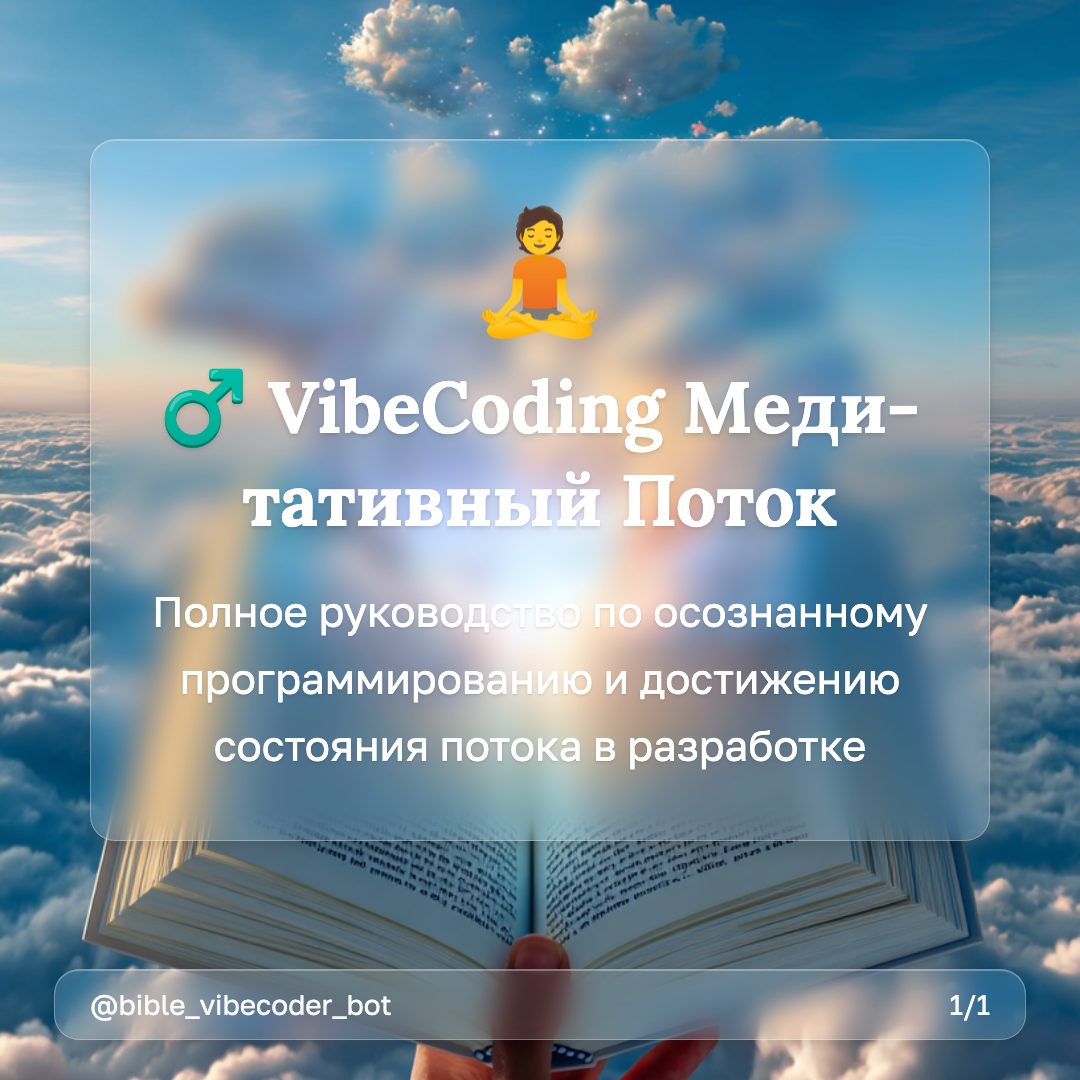 ♂ VibeCoding Меди-
тативный Поток
Полное руководство по осознанному
программированию и достижению
состояния потока в разработке
@bible_vibecoder_bot
1/1